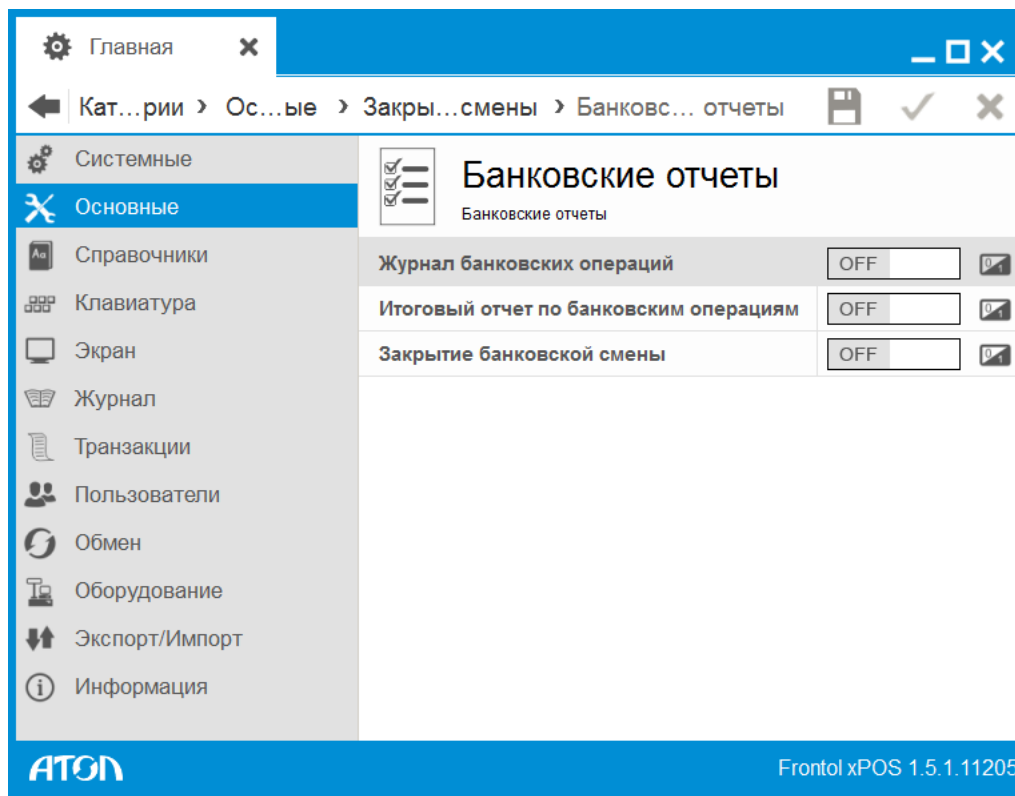 Главная
Кат…рии › Ос…ые › Закры…смены › Банковс… отчеты
Системные
Основные
Справочники
Клавиатура
Экран
Журнал
Транзакции
Пользователи
Обмен
Оборудование
Экспорт/Импорт
Информация
Банковские отчеты
Банковские отчеты
Журнал банковских операций OFF
Итоговый отчет по банковским операциям OFF
Закрытие банковской смены OFF
АТОЛ
Frontol xPOS 1.5.1.11205